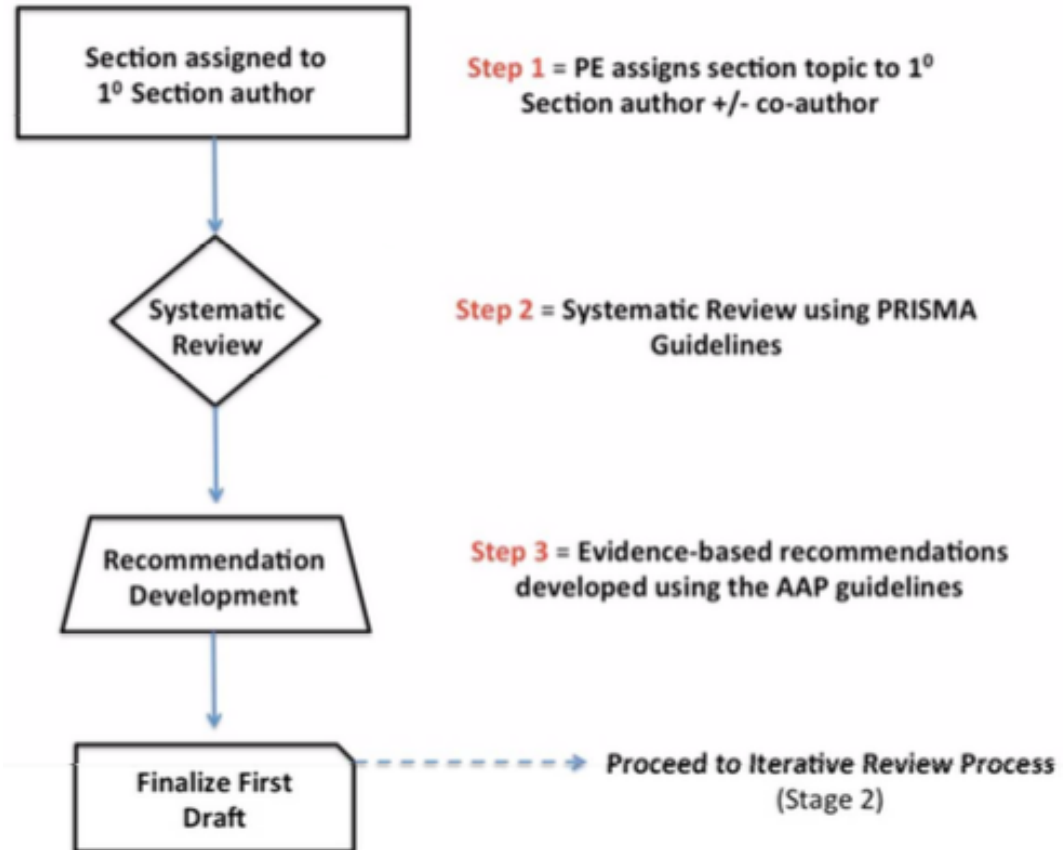 Section assigned to
1⁰ Section author
Step 1 = PE assigns section topic to 1⁰
Section author +/- co-author
Systematic
Review
Step 2 = Systematic Review using PRISMA
Guidelines
Recommendation
Development
Step 3 = Evidence-based recommendations
developed using the AAP guidelines
Finalize First
Draft
Proceed to Iterative Review Process
(Stage 2)